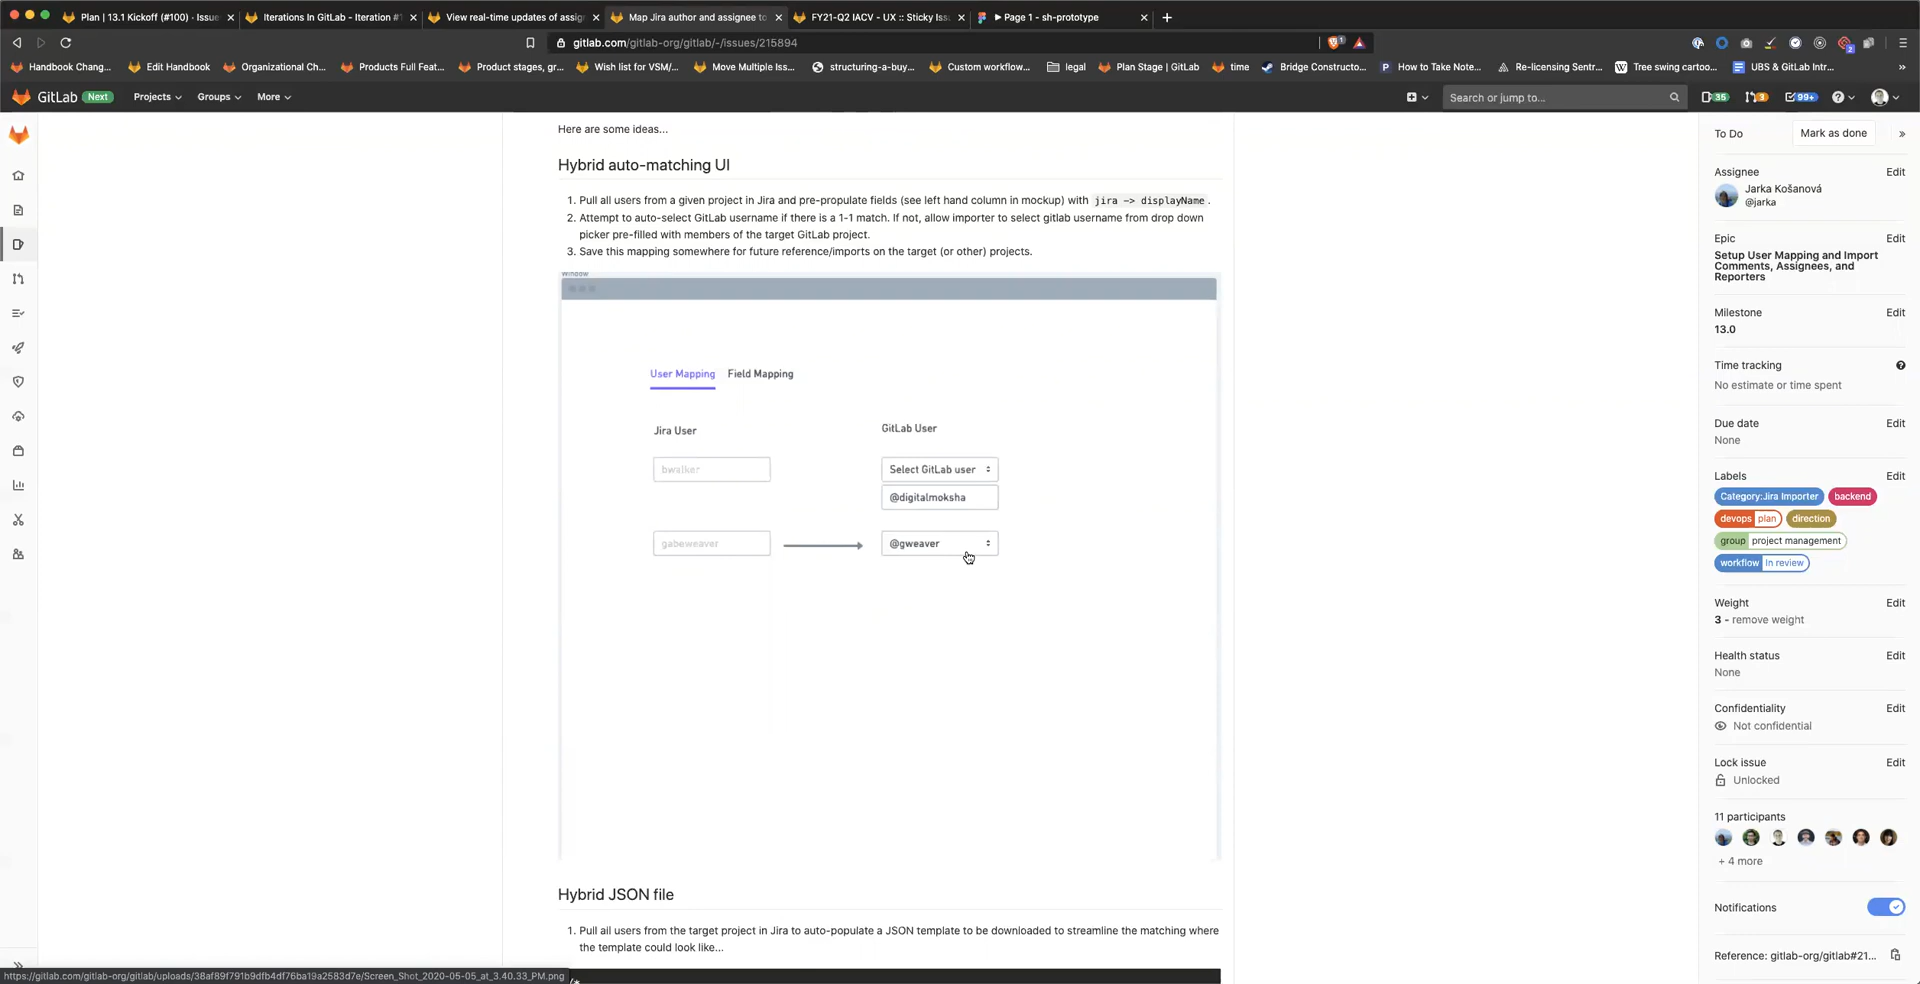 Plan | 13.1 Kickoff (#100) · Issue
Iterations In GitLab - Iteration #1
View real-time updates of assig
Map Jira author and assignee to
FY21-Q2 IACV - UX :: Sticky Iss
Page 1 - sh-prototype
gitlab.com/gitlab-org/gitlab/-/issues/215894
Handbook Chang...
Edit Handbook
Organizational Ch...
Products Full Feat...
Product stages, gr...
Wish list for VSM/...
Move Multiple Iss...
structuring-a-buy...
Custom workflow...
legal
Plan Stage | GitLab
time
Bridge Constructo...
How to Take Note...
Re-licensing Sentr...
Tree swing cartoo...
UBS & GitLab Intr...
GitLab Next
Projects
Groups
More
Search or jump to...
35
3
99+
Here are some ideas...
Hybrid auto-matching UI
1. Pull all users from a given project in Jira and pre-populate fields (see left hand column in mockup) with jira -> displayName.
2. Attempt to auto-select GitLab username if there is a 1-1 match. If not, allow importer to select gitlab username from drop down
picker pre-filled with members of the target GitLab project.
3. Save this mapping somewhere for future reference/imports on the target (or other) projects.
Window
User Mapping
Field Mapping
Jira User
GitLab User
bwalker
Select GitLab user
@digitalmoksha
gabeweaver
@gweaver
Hybrid JSON file
1. Pull all users from the target project in Jira to auto-populate a JSON template to be downloaded to streamline the matching where
the template could look like...
/*
https://gitlab.com/gitlab-org/gitlab/uploads/38af89f791b9dfb4df76ba19a2583d7e/Screen_Shot_2020-05-05_at_3.40.33_PM.png
To Do
Mark as done
Assignee
Edit
Jarka Košanová
@jarka
Epic
Edit
Setup User Mapping and Import
Comments, Assignees, and
Reporters
Milestone
Edit
13.0
Time tracking
No estimate or time spent
Due date
Edit
None
Labels
Edit
Category:Jira Importer
backend
devops plan
direction
group project management
workflow in review
Weight
Edit
3 - remove weight
Health status
Edit
None
Confidentiality
Edit
Not confidential
Lock issue
Edit
Unlocked
11 participants
+ 4 more
Notifications
Reference: gitlab-org/gitlab#21...